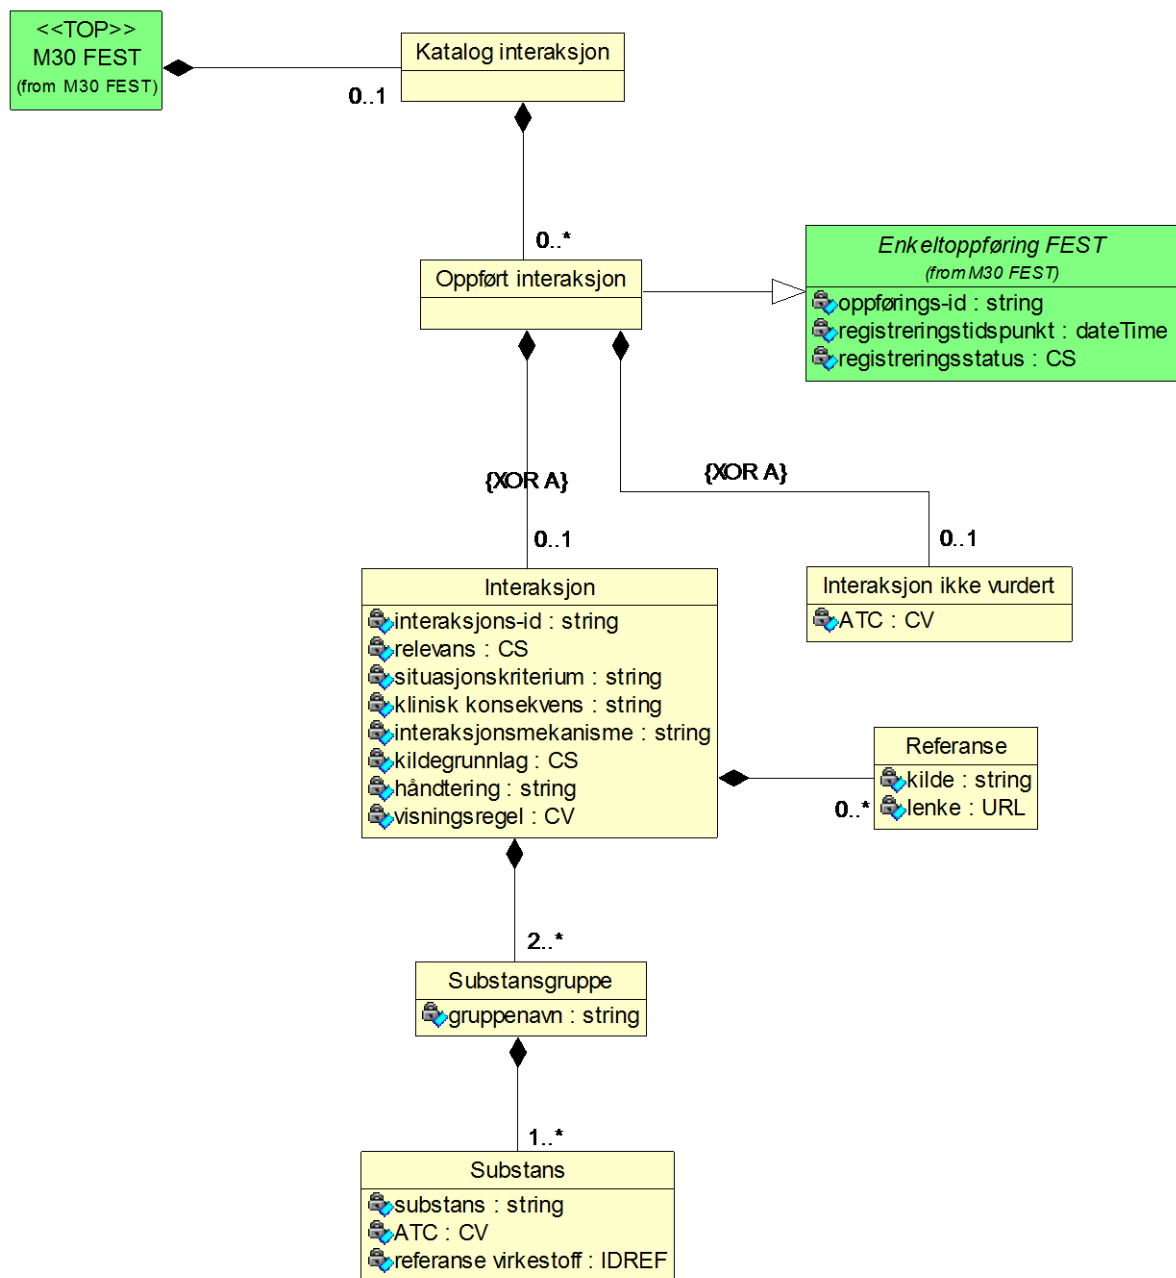 <<TOP>>
M30 FEST
(from M30 FEST)
0..1
Katalog interaksjon
0..*
Oppført interaksjon
Enkeltoppføring FEST
(from M30 FEST)
oppførings-id : string
registreringstidspunkt : dateTime
registreringsstatus : CS
{XOR A}
{XOR A}
0..1
0..1
Interaksjon
interaksjons-id : string
relevans : CS
situasjonskriterium : string
klinisk konsekvens : string
interaksjonsmekanisme : string
kildegrunnlag : CS
håndtering : string
visningsregel : CV
Interaksjon ikke vurdert
ATC : CV
Referanse
kilde : string
lenke : URL
0..*
2..*
Substansgruppe
gruppenavn : string
1..*
Substans
substans : string
ATC : CV
referanse virkestoff : IDREF